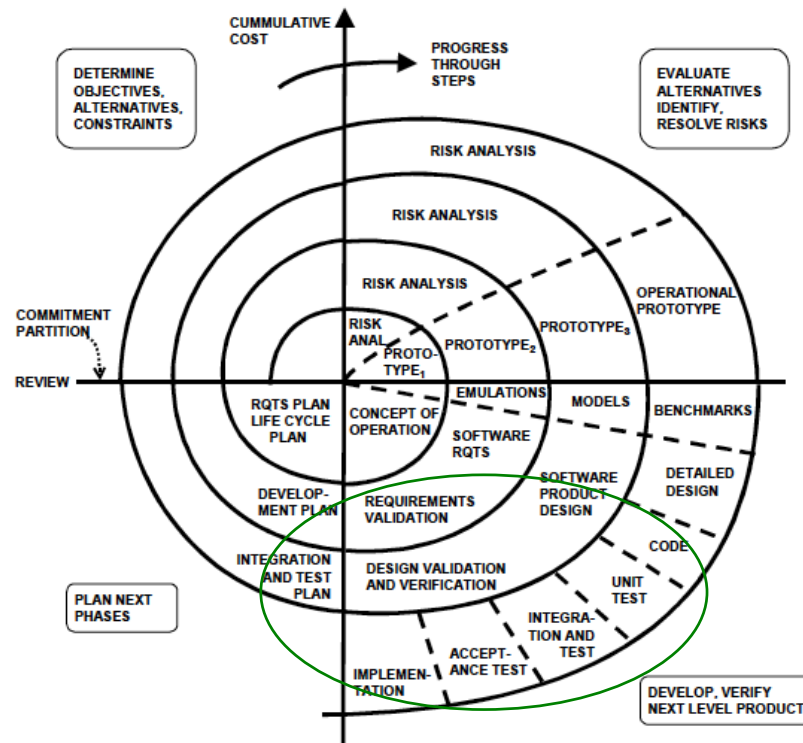 CUMMULATIVE
COST
PROGRESS
THROUGH
STEPS
DETERMINE
OBJECTIVES,
ALTERNATIVES,
CONSTRAINTS
EVALUATE
ALTERNATIVES
IDENTIFY,
RESOLVE RISKS
RISK ANALYSIS
RISK ANALYSIS
RISK ANALYSIS
RISK
ANAL.
PROTO-
TYPE1
PROTOTYPE2
PROTOTYPE3
OPERATIONAL
PROTOTYPE
COMMITMENT
PARTITION
REVIEW
RQTS PLAN
LIFE CYCLE
PLAN
CONCEPT OF
OPERATION
EMULATIONS
MODELS
BENCHMARKS
SOFTWARE
RQTS
SOFTWARE
PRODUCT
DESIGN
DETAILED
DESIGN
DEVELOP-
MENT PLAN
REQUIREMENTS
VALIDATION
CODE
INTEGRATION
AND TEST
PLAN
DESIGN VALIDATION
AND VERIFICATION
UNIT
TEST
INTEGRA-
TION AND
TEST
ACCEPT-
ANCE TEST
IMPLEMEN-
TATION
PLAN NEXT
PHASES
DEVELOP, VERIFY
NEXT LEVEL PRODUCT